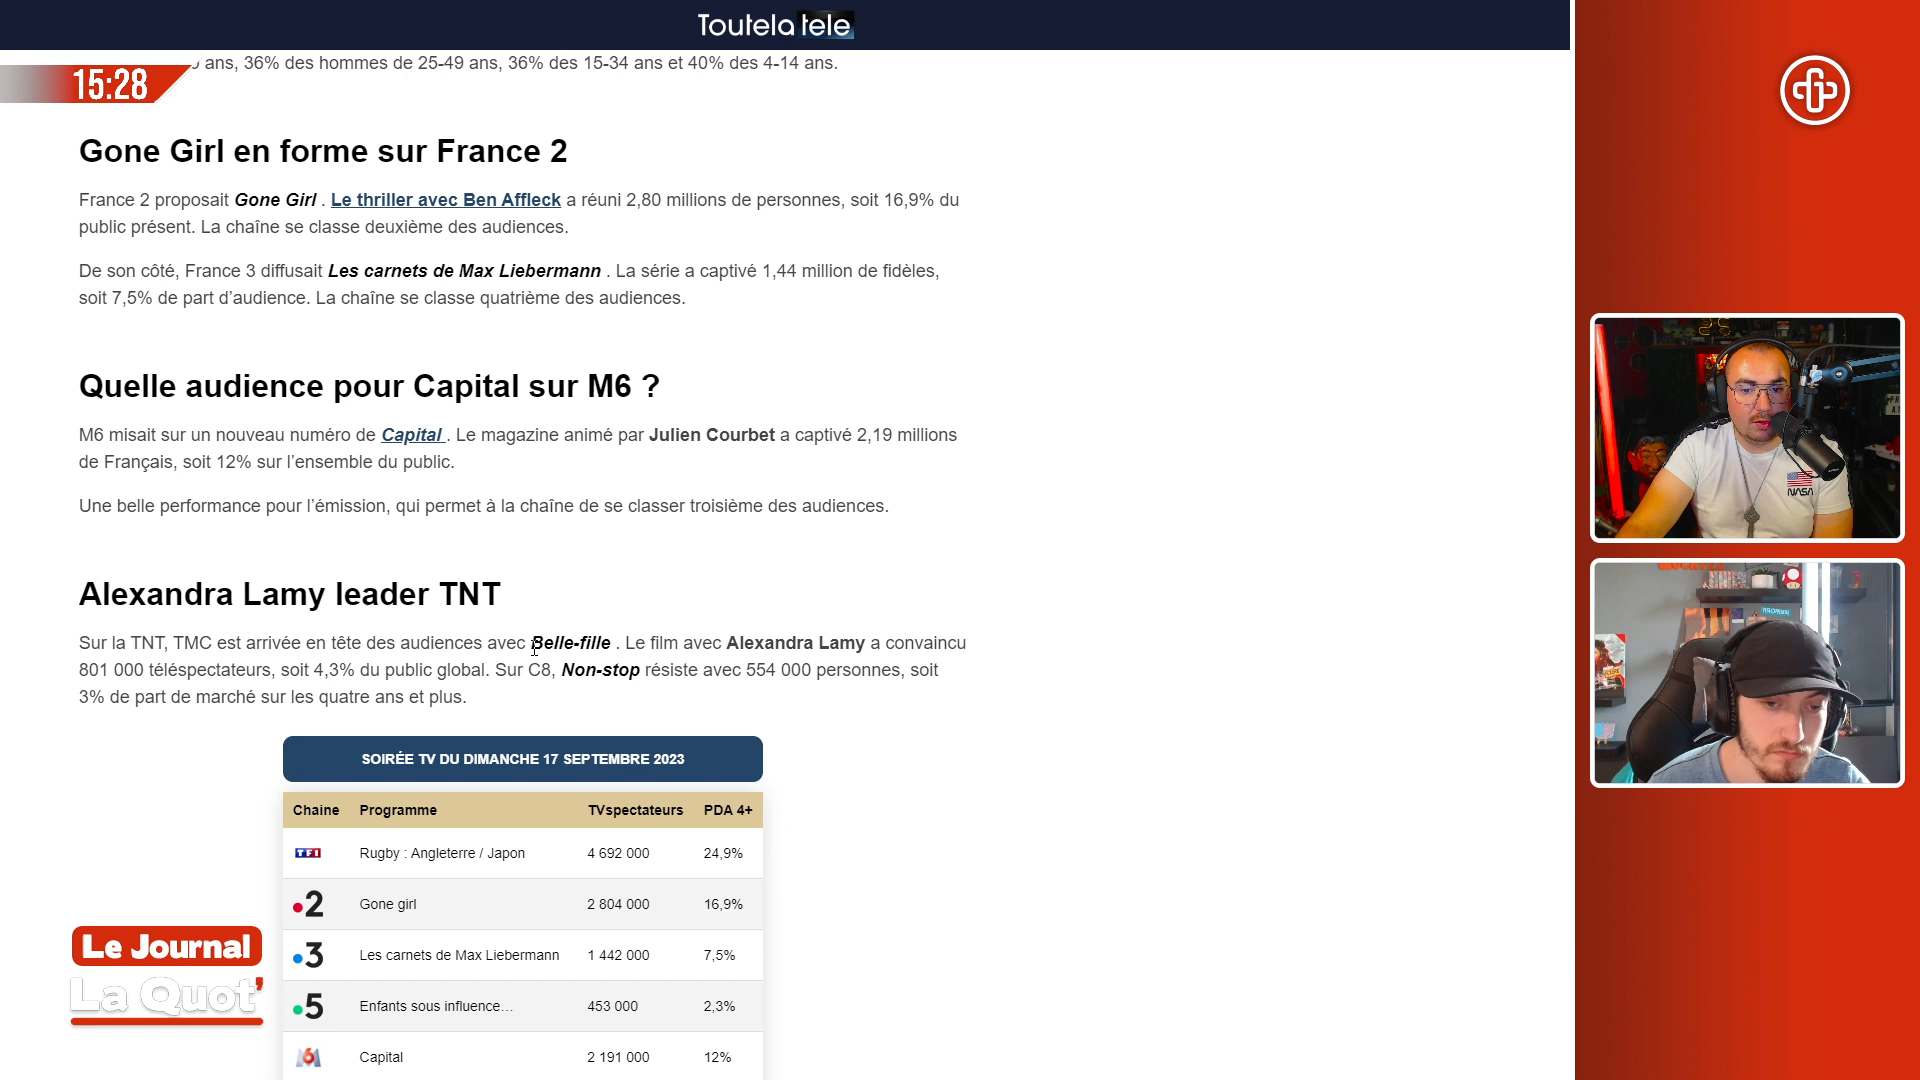 Toutelatele
ans, 36% des hommes de 25-49 ans, 36% des 15-34 ans et 40% des 4-14 ans.
15:28
Gone Girl en forme sur France 2
France 2 proposait Gone Girl . Le thriller avec Ben Affleck a réuni 2,80 millions de personnes, soit 16,9% du
public présent. La chaîne se classe deuxième des audiences.
De son côté, France 3 diffusait Les carnets de Max Liebermann . La série a captivé 1,44 million de fidèles,
soit 7,5% de part d’audience. La chaîne se classe quatrième des audiences.
Quelle audience pour Capital sur M6 ?
M6 misait sur un nouveau numéro de Capital . Le magazine animé par Julien Courbet a captivé 2,19 millions
de Français, soit 12% sur l’ensemble du public.
Une belle performance pour l’émission, qui permet à la chaîne de se classer troisième des audiences.
Alexandra Lamy leader TNT
Sur la TNT, TMC est arrivée en tête des audiences avec Belle-fille . Le film avec Alexandra Lamy a convaincu
801 000 téléspectateurs, soit 4,3% du public global. Sur C8, Non-stop résiste avec 554 000 personnes, soit
3% de part de marché sur les quatre ans et plus.
SOIRÉE TV DU DIMANCHE 17 SEPTEMBRE 2023
Chaine Programme TVspectateurs PDA 4+
TF1 Rugby : Angleterre / Japon 4 692 000 24,9%
2 Gone girl 2 804 000 16,9%
3 Les carnets de Max Liebermann 1 442 000 7,5%
5 Enfants sous influence… 453 000 2,3%
M6 Capital 2 191 000 12%
Le Journal
La Quot'
NASA